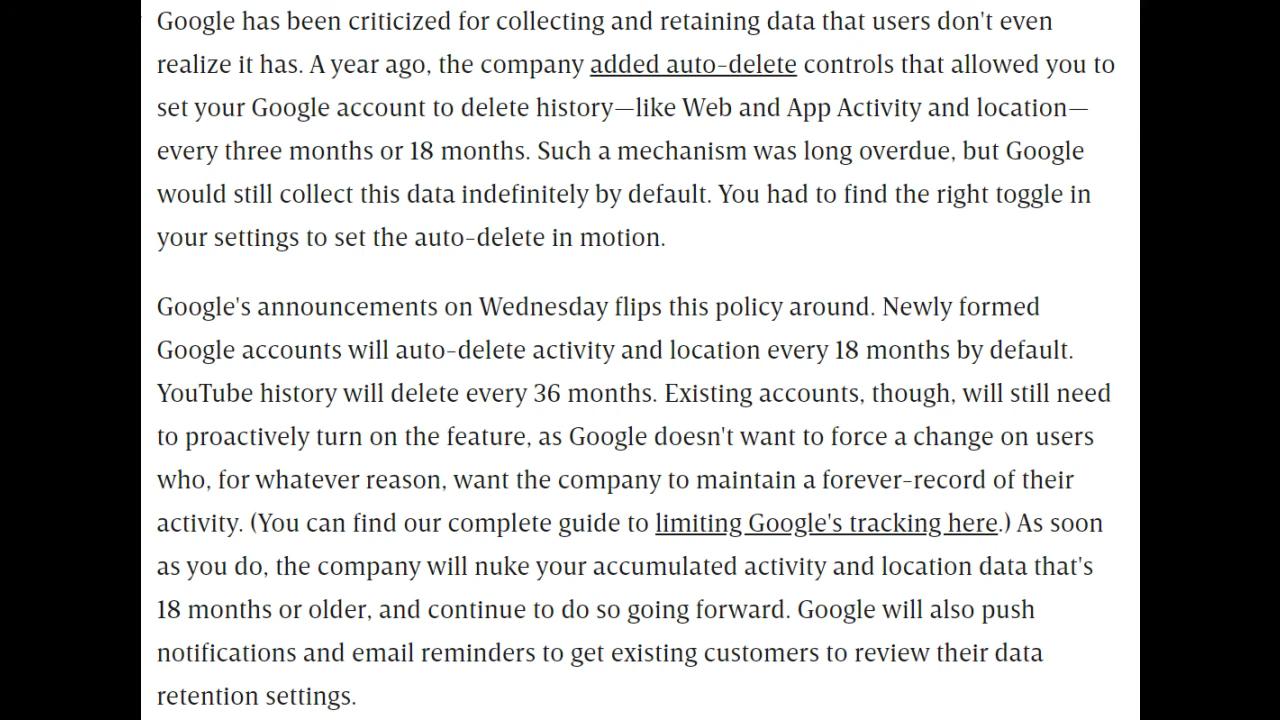 Google has been criticized for collecting and retaining data that users don't even
realize it has. A year ago, the company added auto-delete controls that allowed you to
set your Google account to delete history—like Web and App Activity and location—
every three months or 18 months. Such a mechanism was long overdue, but Google
would still collect this data indefinitely by default. You had to find the right toggle in
your settings to set the auto-delete in motion.
Google's announcements on Wednesday flips this policy around. Newly formed
Google accounts will auto-delete activity and location every 18 months by default.
YouTube history will delete every 36 months. Existing accounts, though, will still need
to proactively turn on the feature, as Google doesn't want to force a change on users
who, for whatever reason, want the company to maintain a forever-record of their
activity. (You can find our complete guide to limiting Google's tracking here.) As soon
as you do, the company will nuke your accumulated activity and location data that's
18 months or older, and continue to do so going forward. Google will also push
notifications and email reminders to get existing customers to review their data
retention settings.